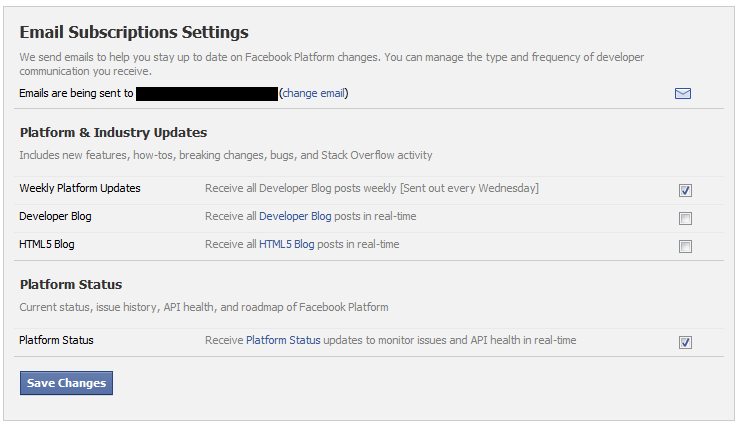 Email Subscriptions Settings
We send emails to help you stay up to date on Facebook Platform changes. You can manage the type and frequency of developer
communication you receive.
Emails are being sent to (change email)
Platform & Industry Updates
Includes new features, how-tos, breaking changes, bugs, and Stack Overflow activity
Weekly Platform Updates Receive all Developer Blog posts weekly [Sent out every Wednesday]
Developer Blog Receive all Developer Blog posts in real-time
HTML5 Blog Receive all HTML5 Blog posts in real-time
Platform Status
Current status, issue history, API health, and roadmap of Facebook Platform
Platform Status Receive Platform Status updates to monitor issues and API health in real-time
Save Changes